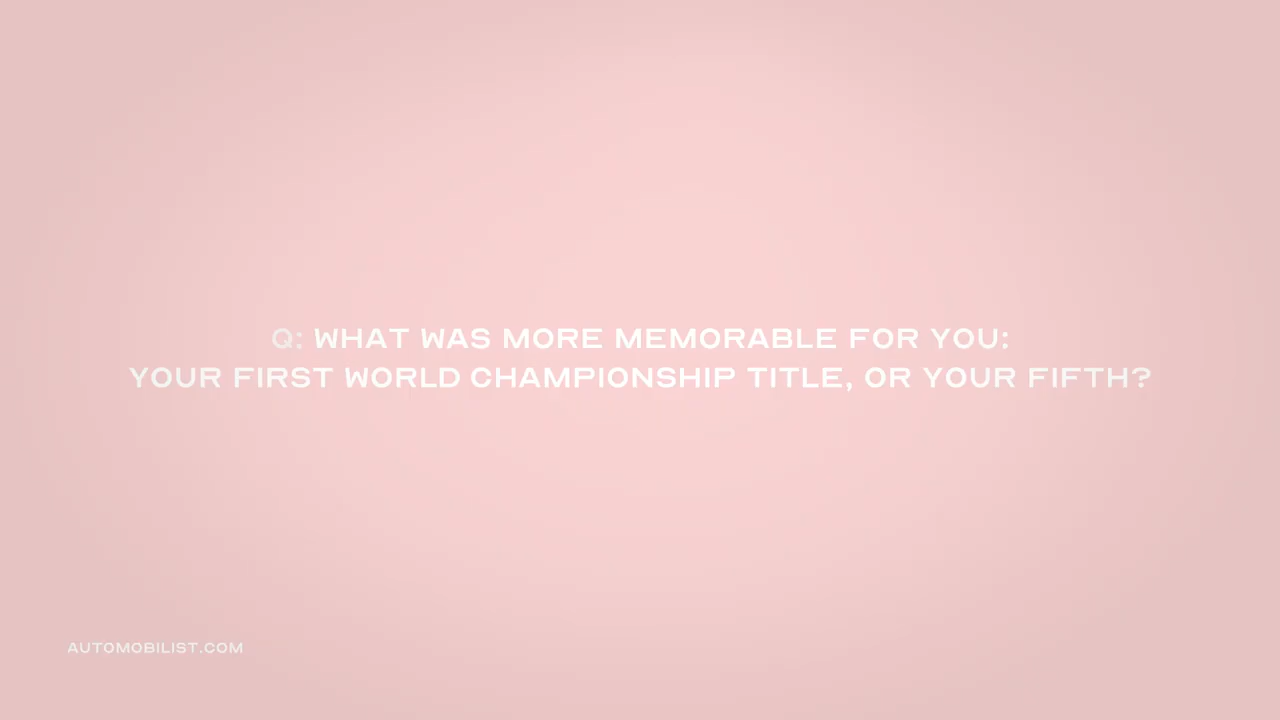 Q: WHAT WAS MORE MEMORABLE FOR YOU:
YOUR FIRST WORLD CHAMPIONSHIP TITLE, OR YOUR FIFTH?
AUTOMOBILIST.COM